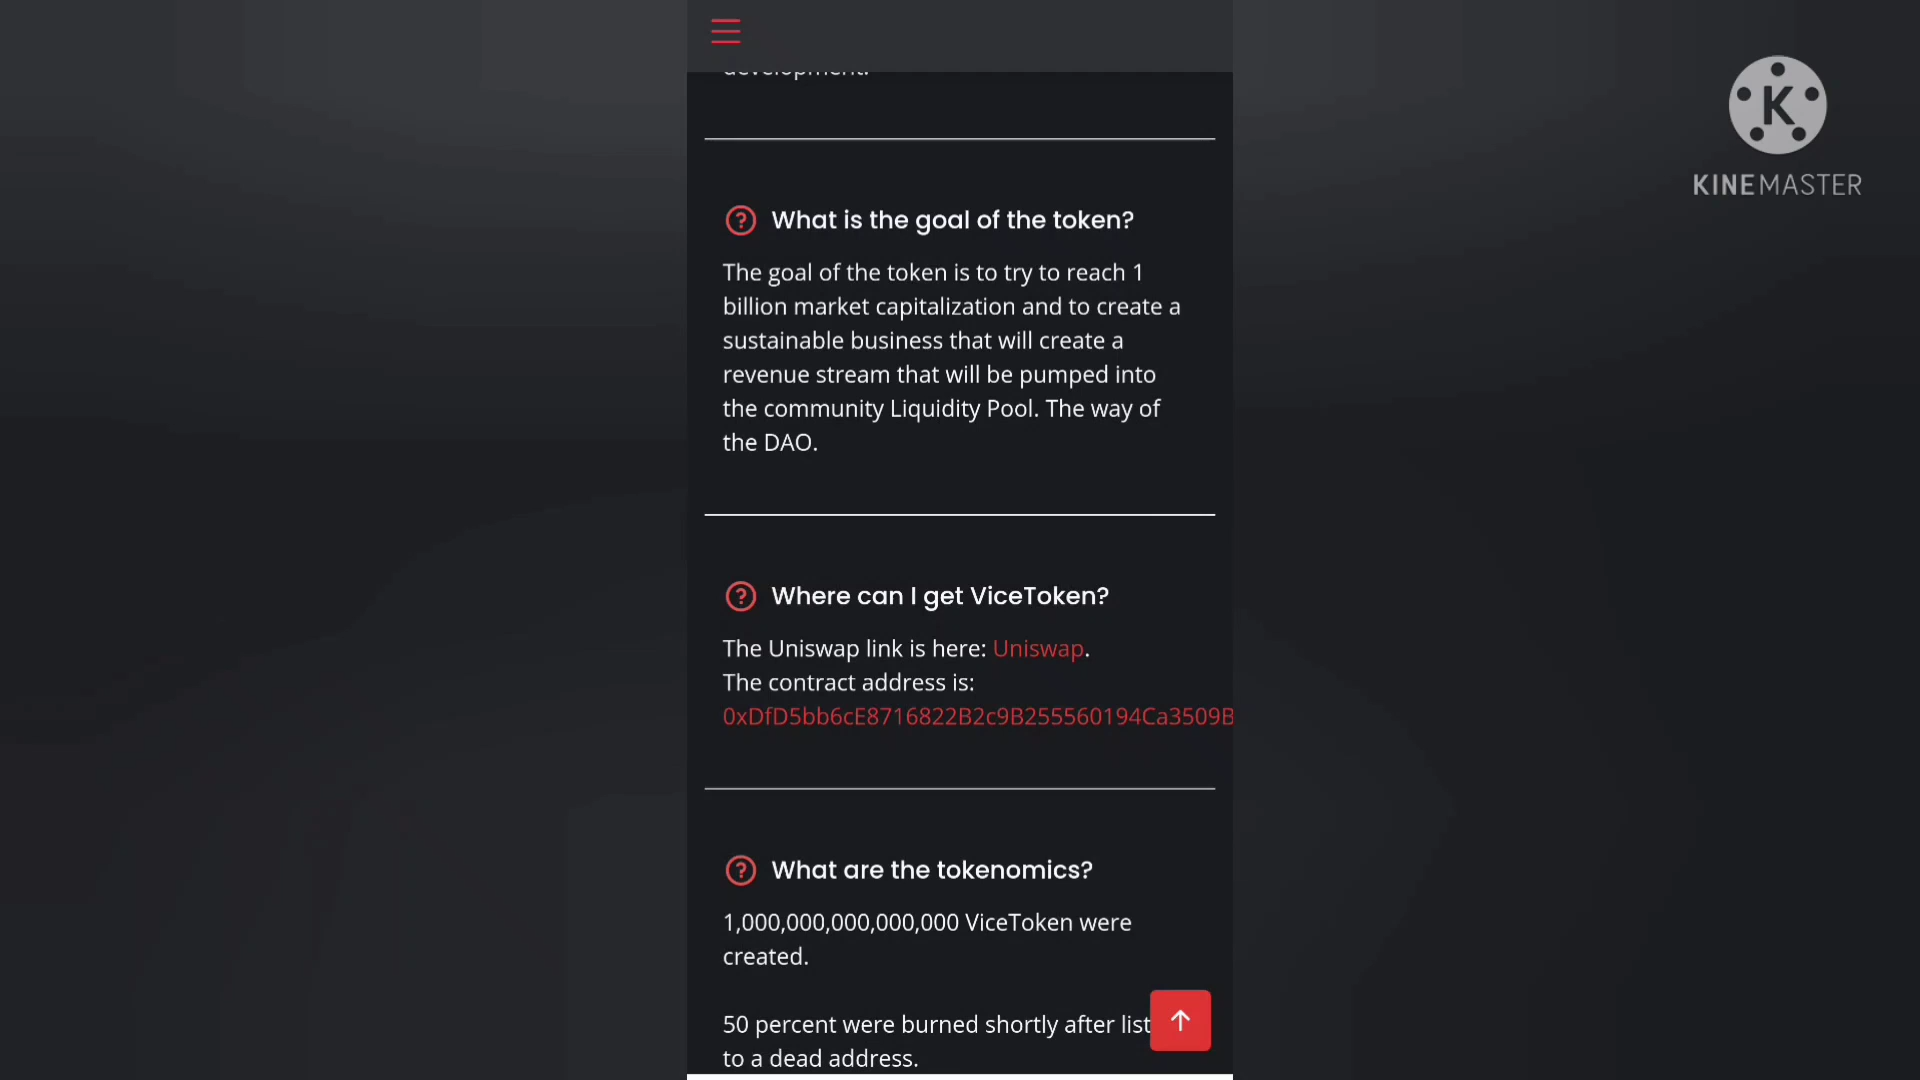 development.
KINEMASTER
What is the goal of the token?
The goal of the token is to try to reach 1
billion market capitalization and to create a
sustainable business that will create a
revenue stream that will be pumped into
the community Liquidity Pool. The way of
the DAO.
Where can I get ViceToken?
The Uniswap link is here: Uniswap.
The contract address is:
0xDfD5bb6cE8716822B2c9B255560194Ca3509B
What are the tokenomics?
1,000,000,000,000,000 ViceToken were
created.
50 percent were burned shortly after list
to a dead address.